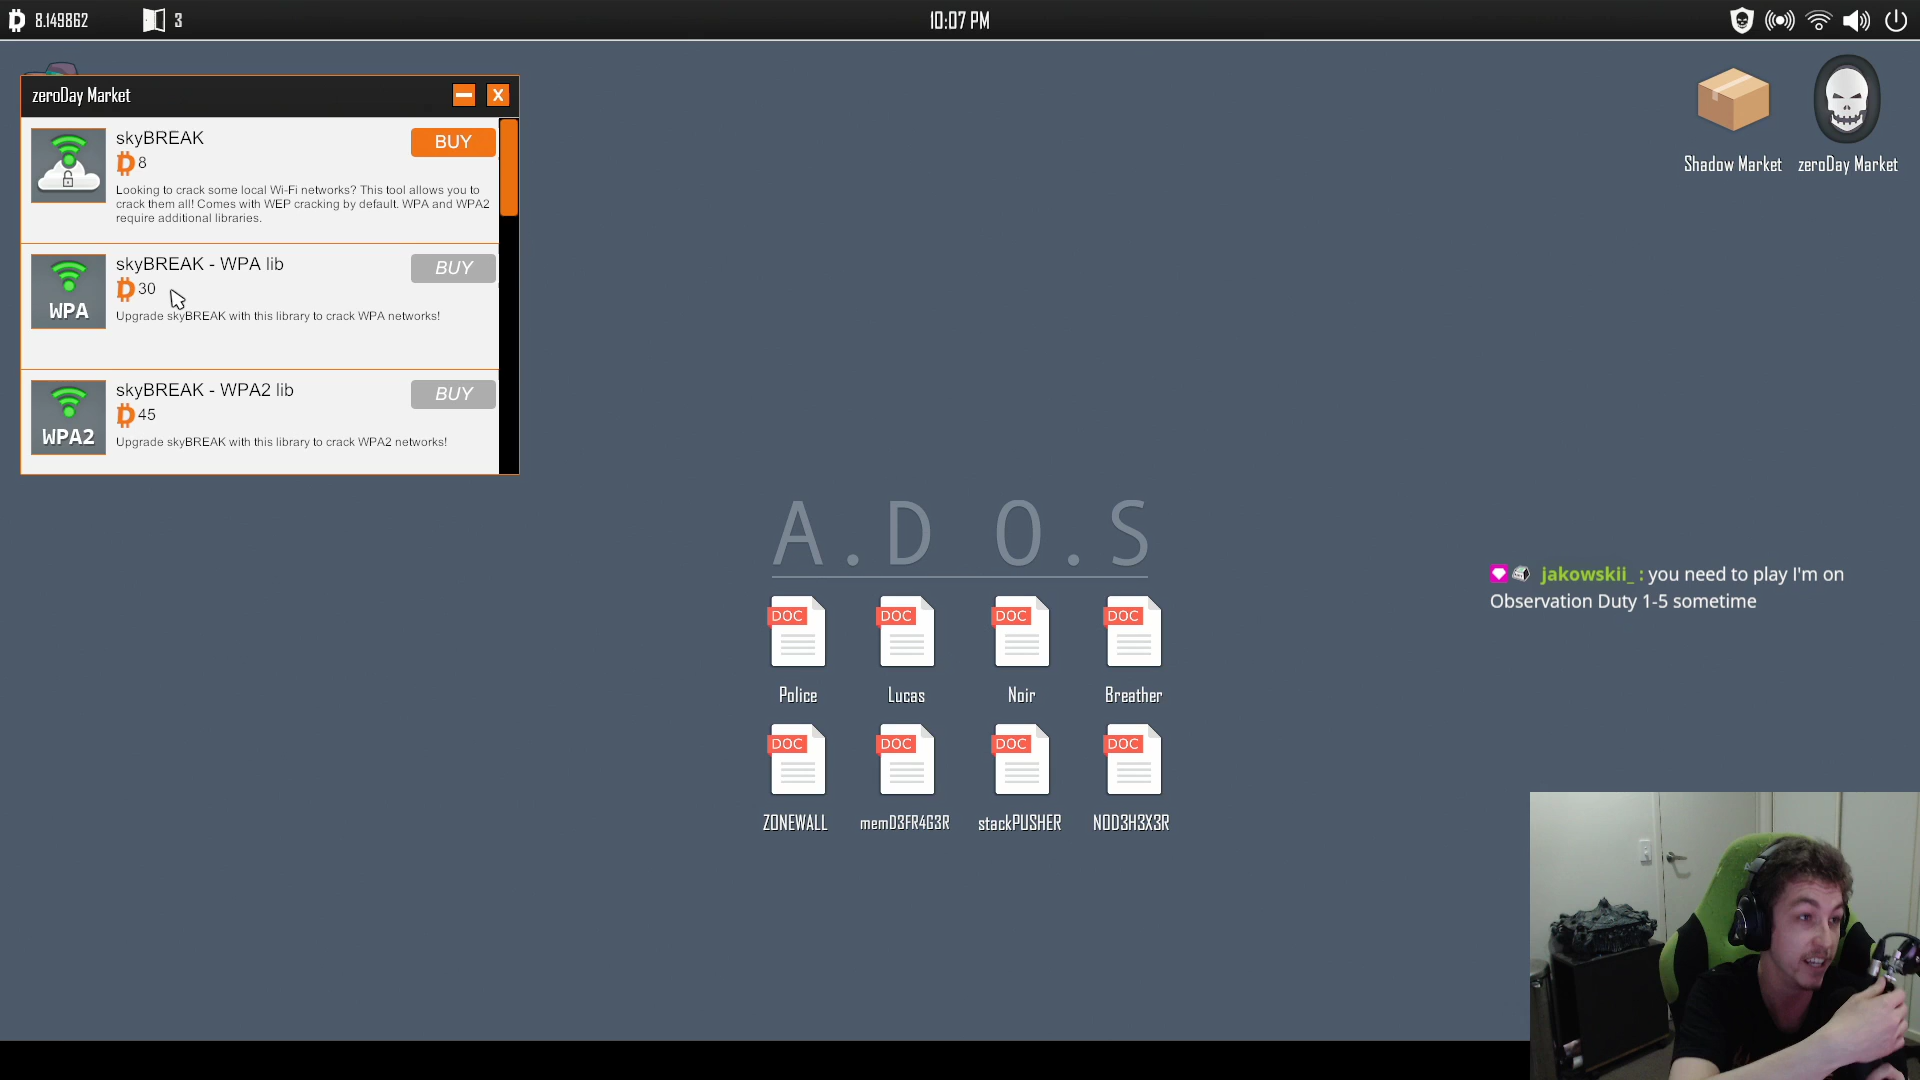 8.149862
3
10:07 PM
zeroDay Market
X
skyBREAK
BUY
8
Looking to crack some local Wi-Fi networks? This tool allows you to
crack them all! Comes with WEP cracking by default. WPA and WPA2
require additional libraries.
skyBREAK - WPA lib
BUY
30
WPA
Upgrade skyBREAK with this library to crack WPA networks!
skyBREAK - WPA2 lib
BUY
45
WPA2
Upgrade skyBREAK with this library to crack WPA2 networks!
Shadow Market
zeroDay Market
A.D O.S
DOC DOC DOC DOC
Police Lucas Noir Breather
DOC DOC DOC DOC
ZONEWALL memD3FR4G3R stackPUSHER NOD3H3X3R
jakowskii_ : you need to play I'm on
Observation Duty 1-5 sometime